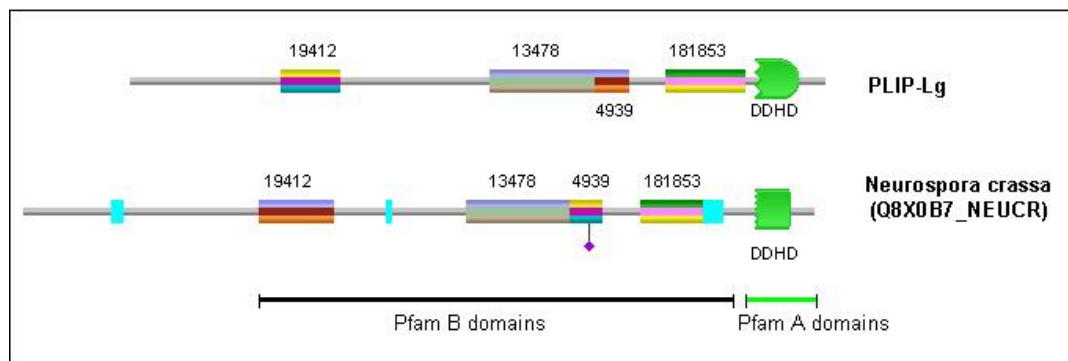 19412 13478 181853
4939 DDHD
PLIP-Lg
19412 13478 4939 181853
Neurospora crassa
(Q8X0B7_NEUCR)
DDHD
Pfam B domains Pfam A domains